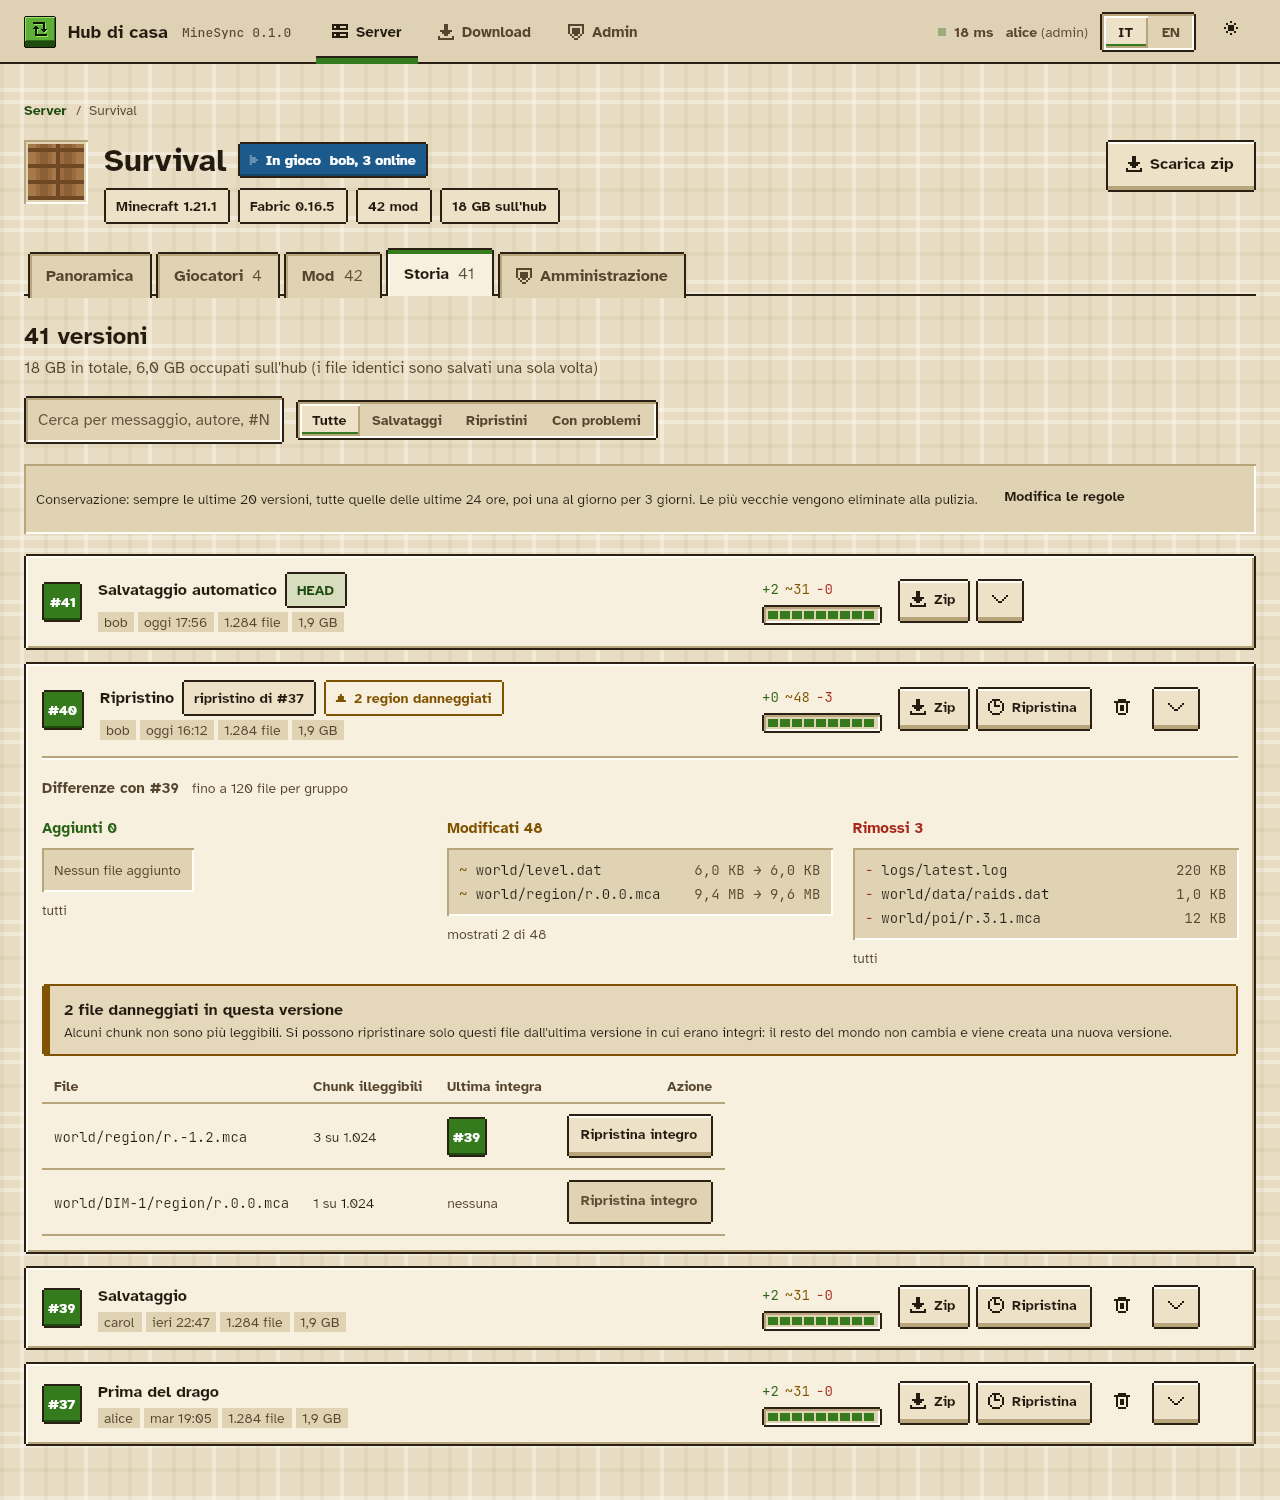 Hub di casa MineSync 0.1.0 Server Download Admin 18 ms alice (admin) IT EN
Server / Survival
Survival In gioco bob, 3 online Scarica zip
Minecraft 1.21.1 Fabric 0.16.5 42 mod 18 GB sull'hub
Panoramica Giocatori 4 Mod 42 Storia 41 Amministrazione
41 versioni
18 GB in totale, 6,0 GB occupati sull'hub (i file identici sono salvati una sola volta)
Cerca per messaggio, autore, #N Tutte Salvataggi Ripristini Con problemi
Conservazione: sempre le ultime 20 versioni, tutte quelle delle ultime 24 ore, poi una al giorno per 3 giorni. Le più vecchie vengono eliminate alla pulizia. Modifica le regole
#41 Salvataggio automatico HEAD +2 ~31 -0 Zip
bob oggi 17:56 1.284 file 1,9 GB
#40 Ripristino ripristino di #37 2 region danneggiati +0 ~48 -3 Zip Ripristina
bob oggi 16:12 1.284 file 1,9 GB
Differenze con #39 fino a 120 file per gruppo
Aggiunti 0 Modificati 48 Rimossi 3
Nessun file aggiunto ~ world/level.dat 6,0 KB → 6,0 KB - logs/latest.log 220 KB
~ world/region/r.0.0.mca 9,4 MB → 9,6 MB - world/data/raids.dat 1,0 KB
tutti - world/poi/r.3.1.mca 12 KB
mostrati 2 di 48
tutti
2 file danneggiati in questa versione
Alcuni chunk non sono più leggibili. Si possono ripristinare solo questi file dall'ultima versione in cui erano integri: il resto del mondo non cambia e viene creata una nuova versione.
File Chunk illeggibili Ultima integra Azione
world/region/r.-1.2.mca 3 su 1.024 #39 Ripristina integro
world/DIM-1/region/r.0.0.mca 1 su 1.024 nessuna Ripristina integro
#39 Salvataggio +2 ~31 -0 Zip Ripristina
carol ieri 22:47 1.284 file 1,9 GB
#37 Prima del drago +2 ~31 -0 Zip Ripristina
alice mar 19:05 1.284 file 1,9 GB